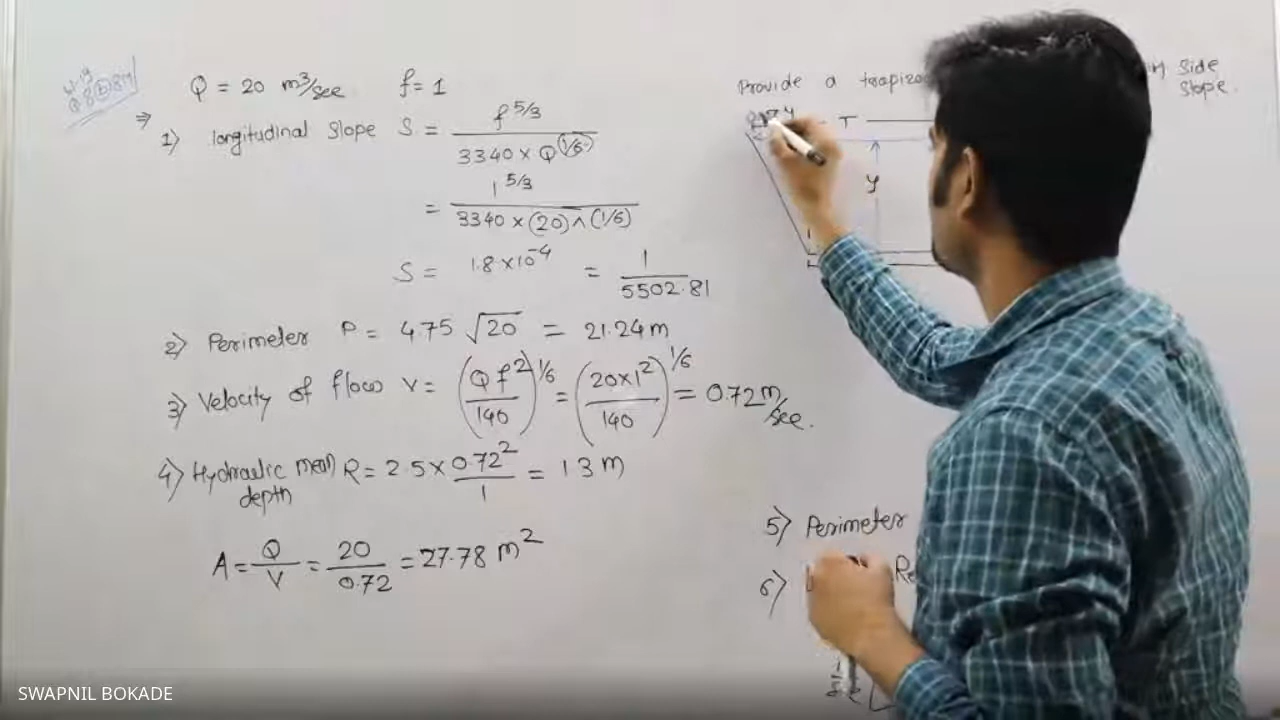 Q = 20 m³/sec f = 1
1) longitudinal slope S = f^5/3 / 3340 × Q^(1/6)
= 1^5/3 / 3340 × (20) ^ (1/6)
S = 1.8×10^-4 = 1 / 5502.81
2) Perimeter P = 4.75 √20 = 21.24 m
3) Velocity of flow V = (Q f² / 140)^1/6 = (20×1² / 140)^1/6 = 0.72 m/sec.
4) Hydraulic mean depth R = 2.5 × 0.72² / 1 = 1.3 m
A = Q / V = 20 / 0.72 = 27.78 m²
Provide a
side slope.
T
y
5) Perimeter
6)
SWAPNIL BOKADE